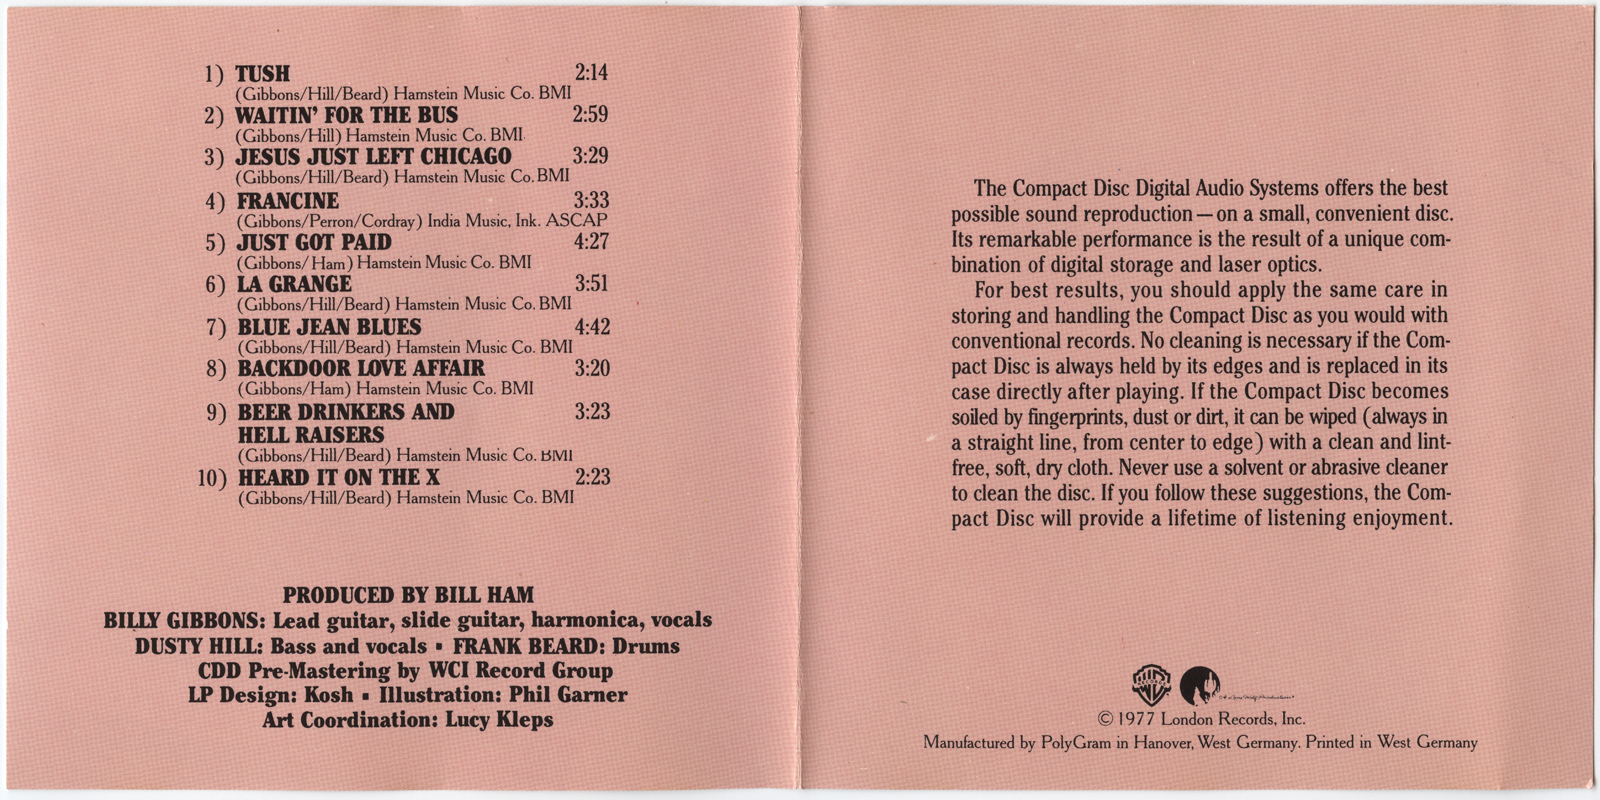 1) TUSH 2:14
(Gibbons/Hill/Beard) Hamstein Music Co. BMI
2) WAITIN' FOR THE BUS 2:59
(Gibbons/Hill) Hamstein Music Co. BMI
3) JESUS JUST LEFT CHICAGO 3:29
(Gibbons/Hill/Beard) Hamstein Music Co. BMI
4) FRANCINE 3:33
(Gibbons/Perron/Cordray) India Music, Ink. ASCAP
5) JUST GOT PAID 4:27
(Gibbons/Ham) Hamstein Music Co. BMI
6) LA GRANGE 3:51
(Gibbons/Hill/Beard) Hamstein Music Co. BMI
7) BLUE JEAN BLUES 4:42
(Gibbons/Hill/Beard) Hamstein Music Co. BMI
8) BACKDOOR LOVE AFFAIR 3:20
(Gibbons/Ham) Hamstein Music Co. BMI
9) BEER DRINKERS AND 3:23
HELL RAISERS
(Gibbons/Hill/Beard) Hamstein Music Co. BMI
10) HEARD IT ON THE X 2:23
(Gibbons/Hill/Beard) Hamstein Music Co. BMI
PRODUCED BY BILL HAM
BILLY GIBBONS: Lead guitar, slide guitar, harmonica, vocals
DUSTY HILL: Bass and vocals ▪ FRANK BEARD: Drums
CDD Pre-Mastering by WCI Record Group
LP Design: Kosh ▪ Illustration: Phil Garner
Art Coordination: Lucy Kleps
The Compact Disc Digital Audio Systems offers the best
possible sound reproduction—on a small, convenient disc.
Its remarkable performance is the result of a unique com-
bination of digital storage and laser optics.
For best results, you should apply the same care in
storing and handling the Compact Disc as you would with
conventional records. No cleaning is necessary if the Com-
pact Disc is always held by its edges and is replaced in its
case directly after playing. If the Compact Disc becomes
soiled by fingerprints, dust or dirt, it can be wiped (always in
a straight line, from center to edge) with a clean and lint-
free, soft, dry cloth. Never use a solvent or abrasive cleaner
to clean the disc. If you follow these suggestions, the Com-
pact Disc will provide a lifetime of listening enjoyment.
RECORDS
© 1977 London Records, Inc.
Manufactured by PolyGram in Hanover, West Germany. Printed in West Germany